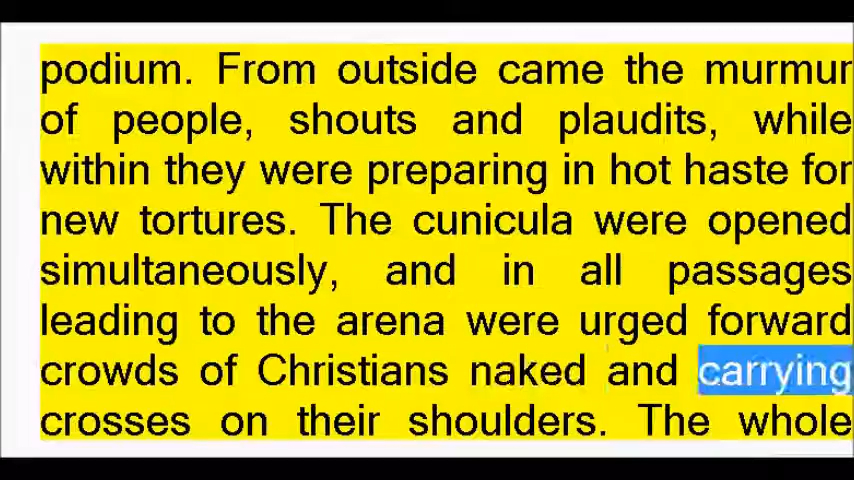 podium. From outside came the murmur
of people, shouts and plaudits, while
within they were preparing in hot haste for
new tortures. The cunicula were opened
simultaneously, and in all passages
leading to the arena were urged forward
crowds of Christians naked and carrying
crosses on their shoulders. The whole